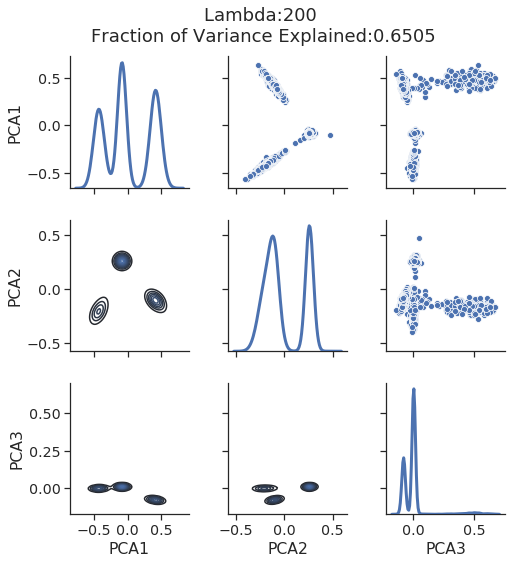 Lambda:200
Fraction of Variance Explained:0.6505
PCA1
0.5
0.0
−0.5
PCA2
0.5
0.0
−0.5
PCA3
0.50
0.25
0.00
−0.5 0.0 0.5
−0.5 0.0 0.5
0.0 0.5
PCA1 PCA2 PCA3